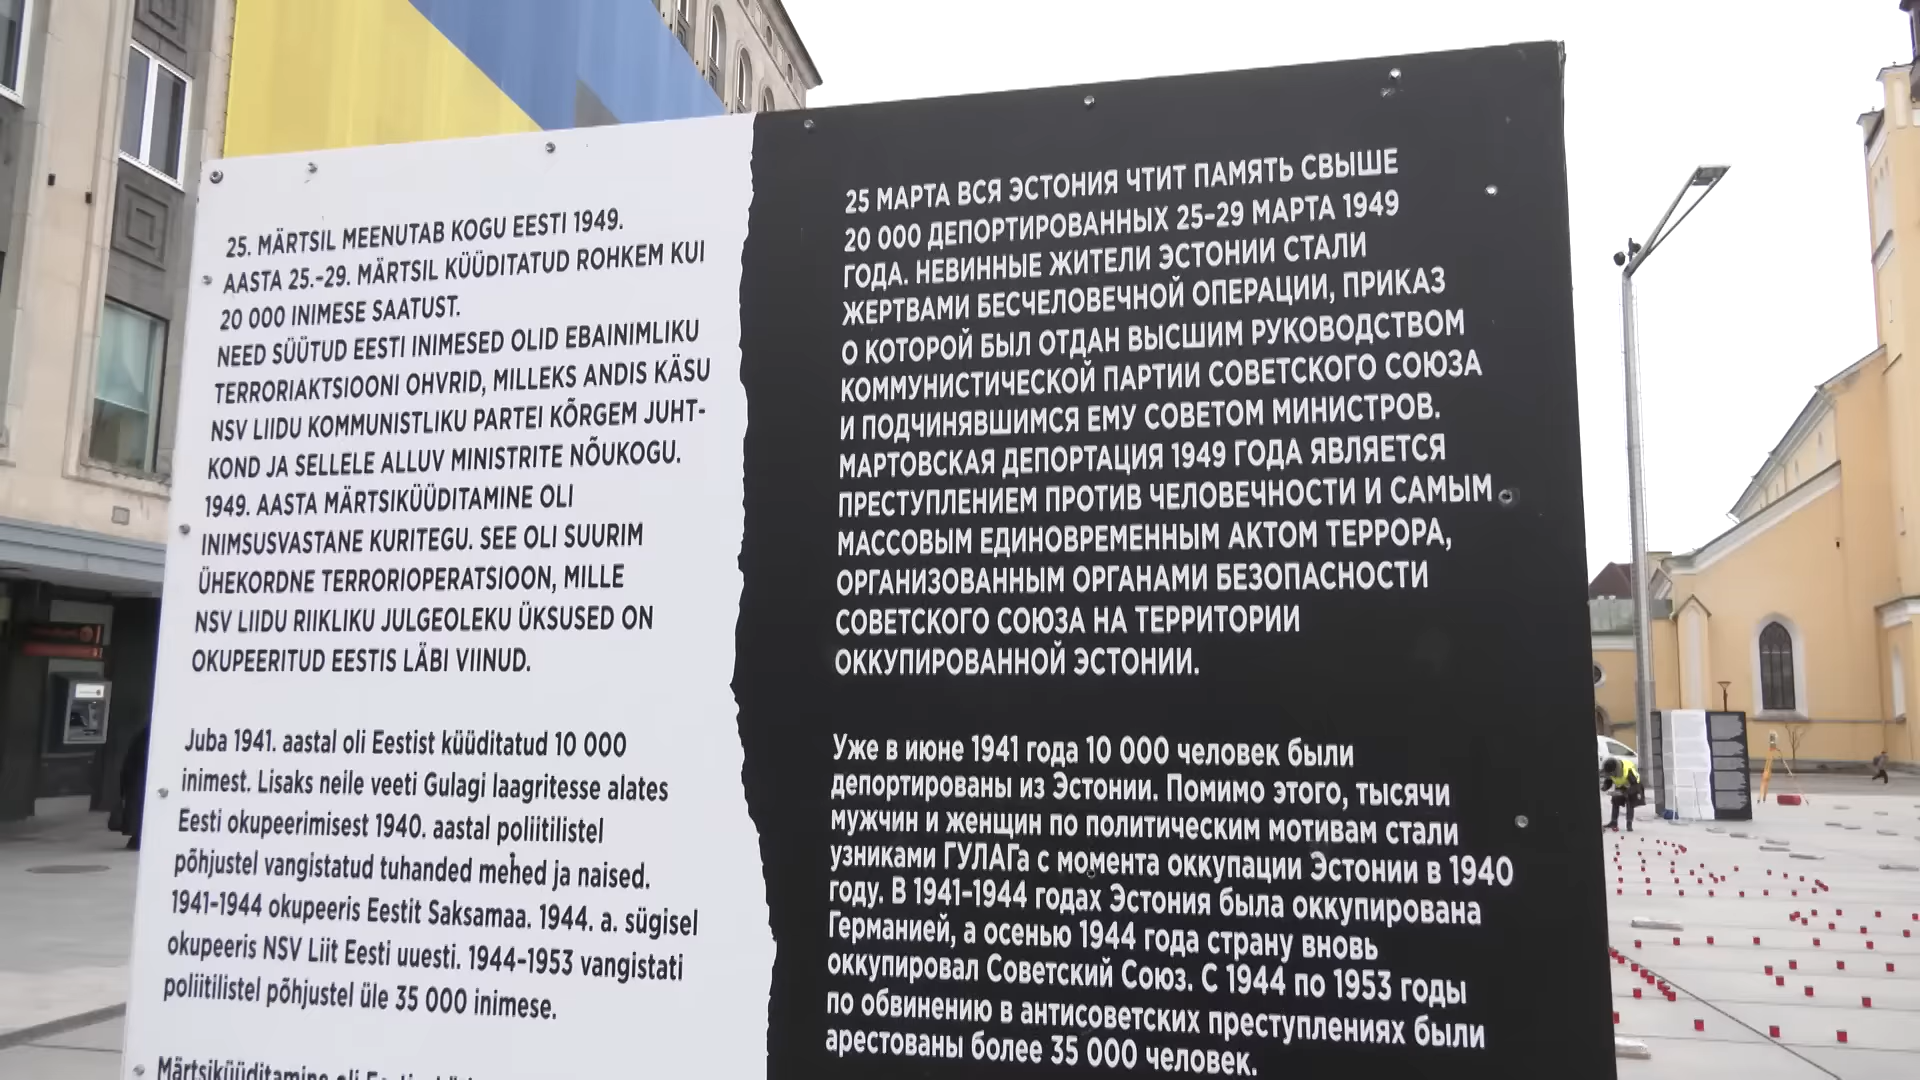 25. MÄRTSIL MEENUTAB KOGU EESTI 1949.
AASTA 25.-29. MÄRTSIL KÜÜDITATUD ROHKEM KUI
20 000 INIMESE SAATUST.
NEED SÜÜTUD EESTI INIMESED OLID EBAINIMLIKU
TERRORIAKTSIOONI OHVRID, MILLEKS ANDIS KÄSU
NSV LIIDU KOMMUNISTLIKU PARTEI KÕRGEM JUHT-
KOND JA SELLELE ALLUV MINISTRITE NÕUKOGU.
1949. AASTA MÄRTSIKÜÜDITAMINE OLI
INIMSUSVASTANE KURITEGU. SEE OLI SUURIM
ÜHEKORDNE TERRORIOPERATSIOON, MILLE
NSV LIIDU RIIKLIKU JULGEOLEKU ÜKSUSED ON
OKUPEERITUD EESTIS LÄBI VIINUD.
Juba 1941. aastal oli Eestist küüditatud 10 000
inimest. Lisaks neile veeti Gulagi laagritesse alates
Eesti okupeerimisest 1940. aastal poliitilistel
põhjustel vangistatud tuhanded mehed ja naised.
1941-1944 okupeeris Eestit Saksamaa. 1944. a. sügisel
okupeeris NSV Liit Eesti uuesti. 1944-1953 vangistati
poliitilistel põhjustel üle 35 000 inimese.
Märtsiküüditamine oli
25 МАРТА ВСЯ ЭСТОНИЯ ЧТИТ ПАМЯТЬ СВЫШЕ
20 000 ДЕПОРТИРОВАННЫХ 25-29 МАРТА 1949
ГОДА. НЕВИННЫЕ ЖИТЕЛИ ЭСТОНИИ СТАЛИ
ЖЕРТВАМИ БЕСЧЕЛОВЕЧНОЙ ОПЕРАЦИИ, ПРИКАЗ
О КОТОРОЙ БЫЛ ОТДАН ВЫСШИМ РУКОВОДСТВОМ
КОММУНИСТИЧЕСКОЙ ПАРТИИ СОВЕТСКОГО СОЮЗА
И ПОДЧИНЯВШИМСЯ ЕМУ СОВЕТОМ МИНИСТРОВ.
МАРТОВСКАЯ ДЕПОРТАЦИЯ 1949 ГОДА ЯВЛЯЕТСЯ
ПРЕСТУПЛЕНИЕМ ПРОТИВ ЧЕЛОВЕЧНОСТИ И САМЫМ
МАССОВЫМ ЕДИНОВРЕМЕННЫМ АКТОМ ТЕРРОРА,
ОРГАНИЗОВАННЫМ ОРГАНАМИ БЕЗОПАСНОСТИ
СОВЕТСКОГО СОЮЗА НА ТЕРРИТОРИИ
ОККУПИРОВАННОЙ ЭСТОНИИ.
Уже в июне 1941 года 10 000 человек были
депортированы из Эстонии. Помимо этого, тысячи
мужчин и женщин по политическим мотивам стали
узниками ГУЛАГа с момента оккупации Эстонии в 1940
году. В 1941-1944 годах Эстония была оккупирована
Германией, а осенью 1944 года страну вновь
оккупировал Советский Союз. С 1944 по 1953 годы
по обвинению в антисоветских преступлениях были
арестованы более 35 000 человек.